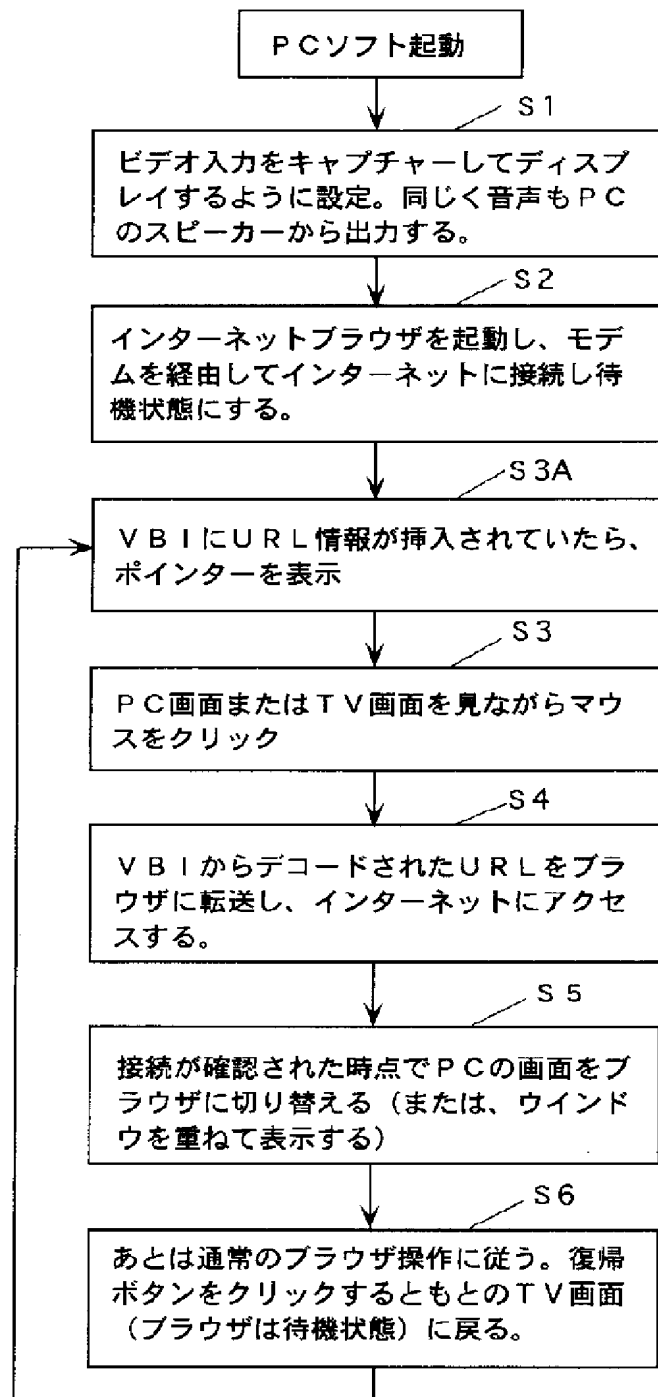 ＰＣソフト起動
Ｓ１
ビデオ入力をキャプチャーしてディスプ
レイするように設定。同じく音声もＰＣ
のスピーカーから出力する。
Ｓ２
インターネットブラウザを起動し、モデ
ムを経由してインターネットに接続し待
機状態にする。
Ｓ３Ａ
ＶＢＩにＵＲＬ情報が挿入されていたら、
ポインターを表示
Ｓ３
ＰＣ画面またはＴＶ画面を見ながらマウ
スをクリック
Ｓ４
ＶＢＩからデコードされたＵＲＬをブラ
ウザに転送し、インターネットにアクセ
スする。
Ｓ５
接続が確認された時点でＰＣの画面をブ
ラウザに切り替える（または、ウインド
ウを重ねて表示する）
Ｓ６
あとは通常のブラウザ操作に従う。復帰
ボタンをクリックするともとのＴＶ画面
（ブラウザは待機状態）に戻る。